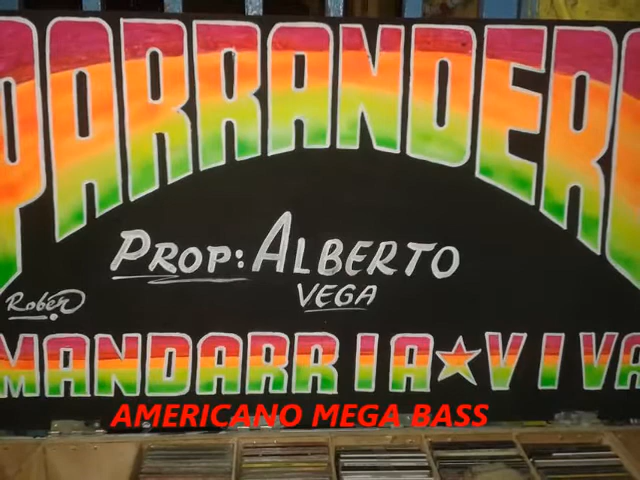 PARRANDERO
PROP: ALBERTO
VEGA
Rober
MANDARRIA★VIVA
AMERICANO MEGA BASS